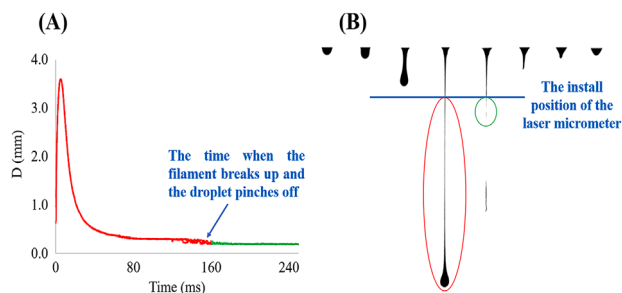 (A)
(B)
4.0
3.0
2.0
1.0
0.0
D (mm)
The time when the
filament breaks up and
the droplet pinches off
0
80
160
240
Time (ms)
The install
position of the
laser micrometer